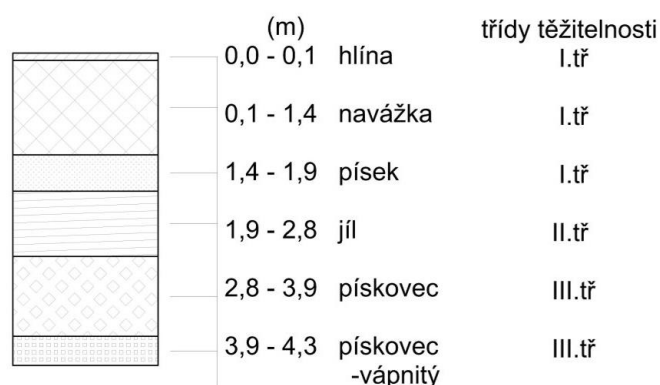 (m) třídy těžitelnosti
0,0 - 0,1 hlína I.tř
0,1 - 1,4 navážka I.tř
1,4 - 1,9 písek I.tř
1,9 - 2,8 jíl II.tř
2,8 - 3,9 pískovec III.tř
3,9 - 4,3 pískovec III.tř
-vápnitý